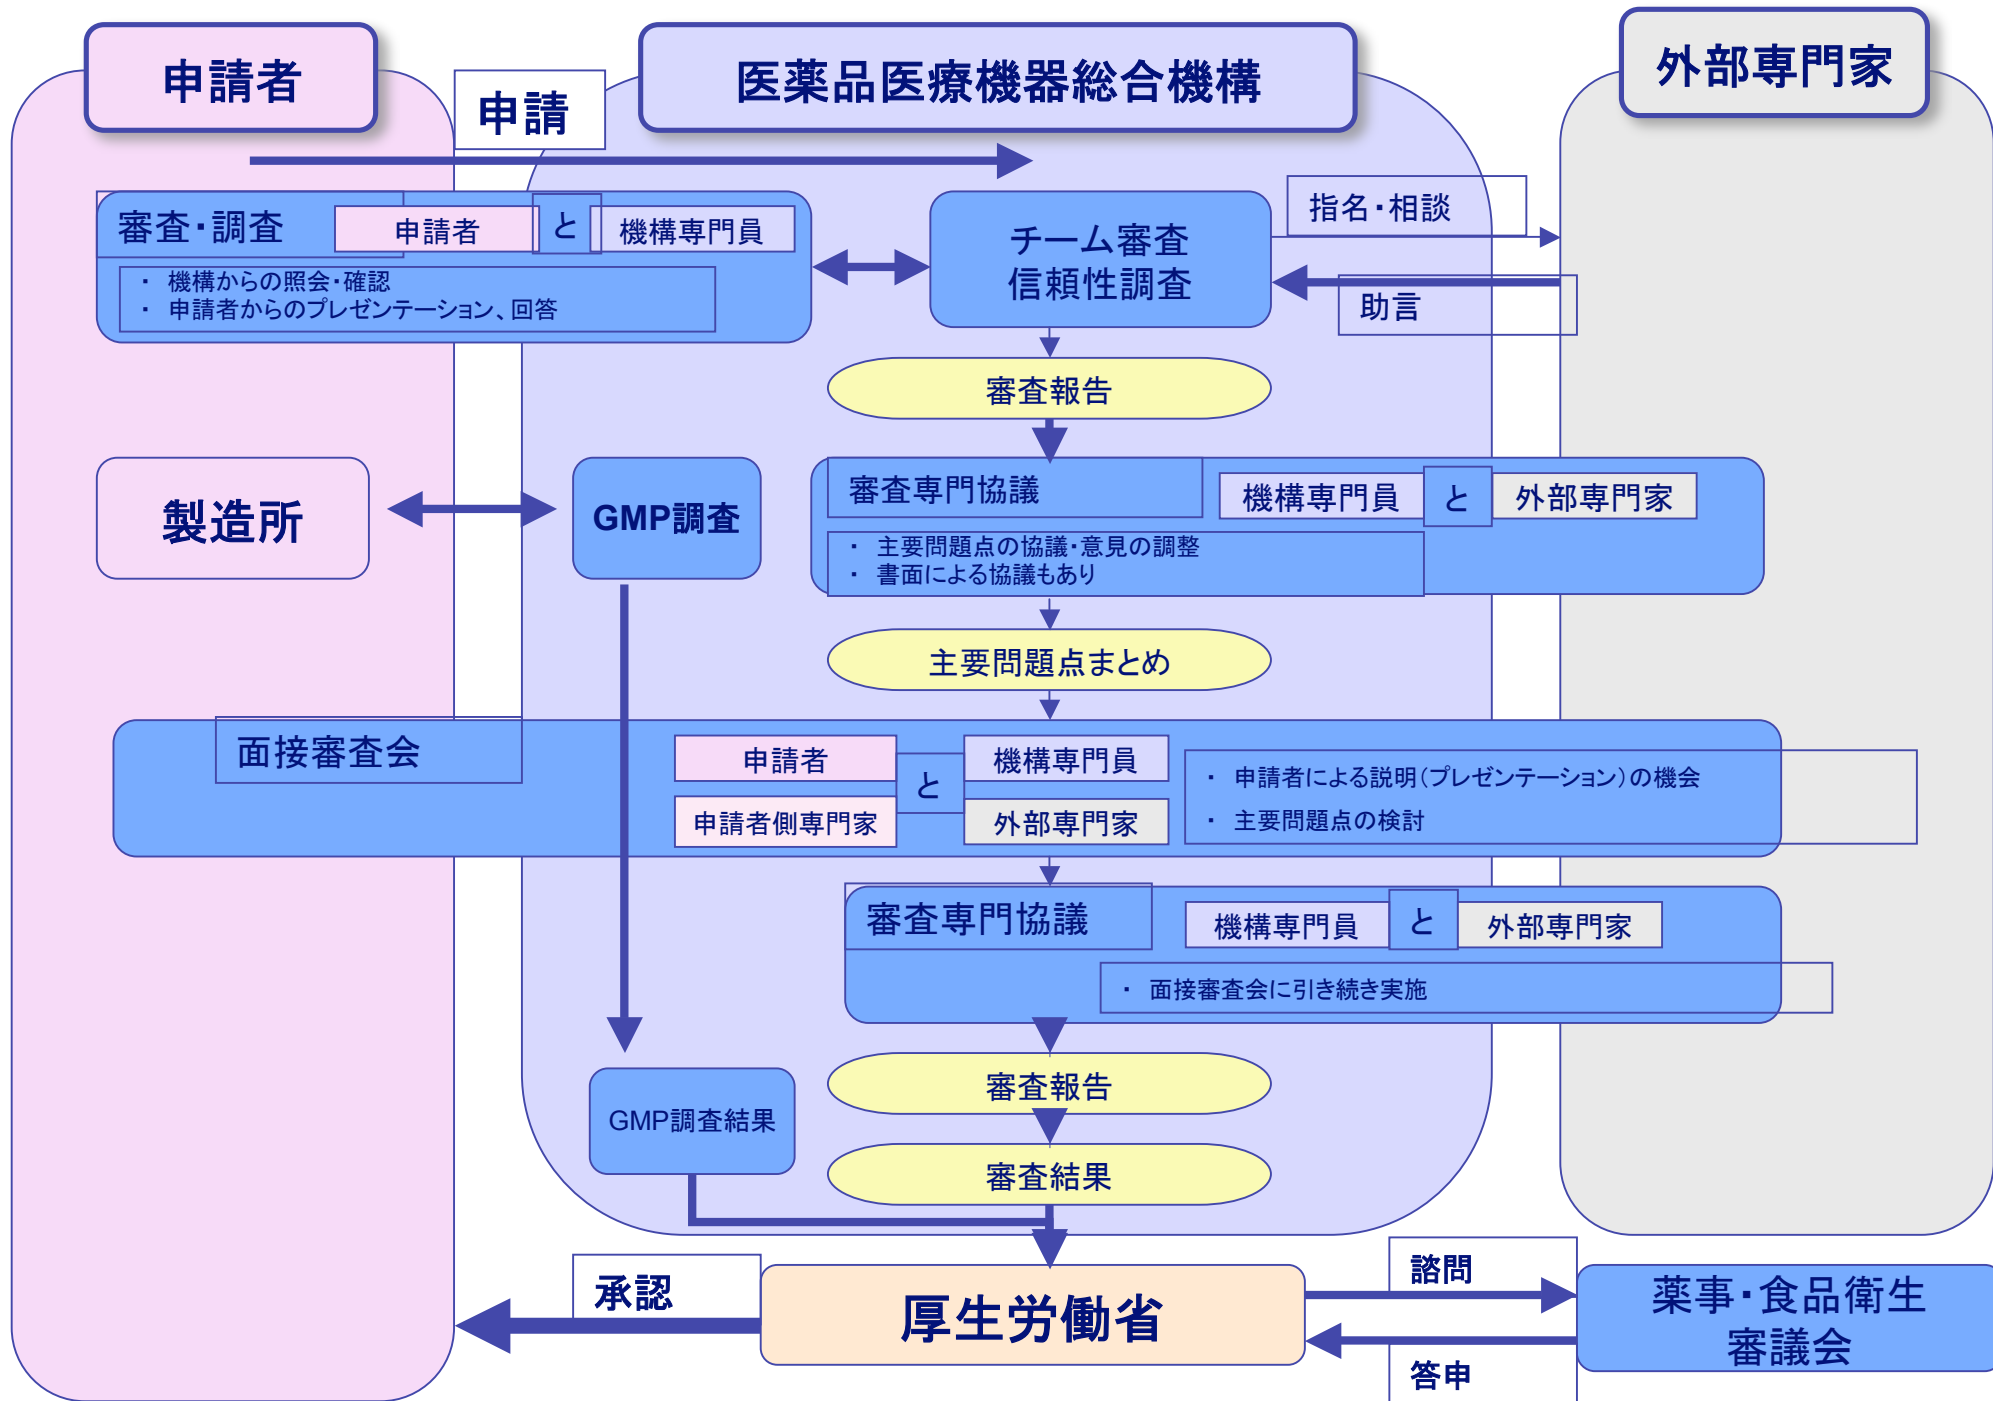 申請者
医薬品医療機器総合機構
外部専門家
申請
審査・調査
申請者
と
機構専門員
・ 機構からの照会・確認
・ 申請者からのプレゼンテーション、回答
チーム審査
信頼性調査
指名・相談
助言
審査報告
製造所
GMP調査
審査専門協議
機構専門員
と
外部専門家
・ 主要問題点の協議・意見の調整
・ 書面による協議もあり
主要問題点まとめ
面接審査会
申請者
申請者側専門家
と
機構専門員
外部専門家
・ 申請者による説明(プレゼンテーション)の機会
・ 主要問題点の検討
審査専門協議
機構専門員
と
外部専門家
・ 面接審査会に引き続き実施
審査報告
GMP調査結果
審査結果
承認
厚生労働省
諮問
答申
薬事・食品衛生
審議会